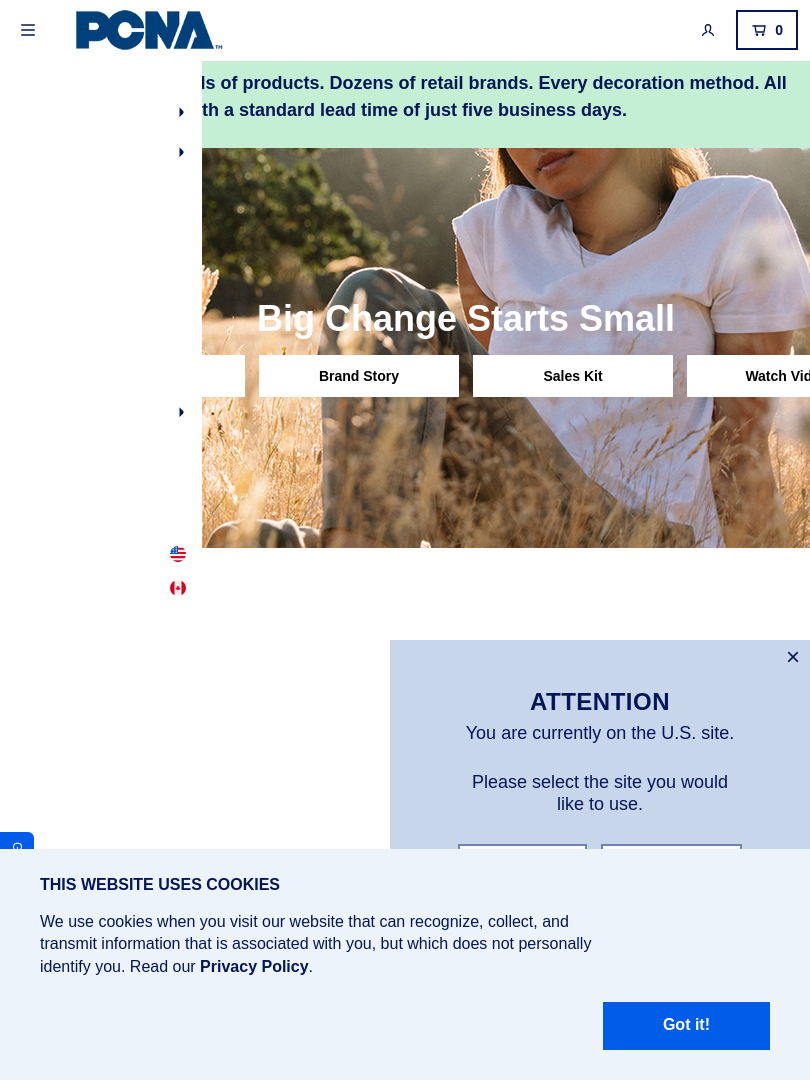 PCNA™
0
ls of products. Dozens of retail brands. Every decoration method. All
th a standard lead time of just five business days.
Big Change Starts Small
Brand Story
Sales Kit
Watch Vid
ATTENTION
You are currently on the U.S. site.
Please select the site you would
like to use.
THIS WEBSITE USES COOKIES
We use cookies when you visit our website that can recognize, collect, and
transmit information that is associated with you, but which does not personally
identify you. Read our Privacy Policy.
Got it!